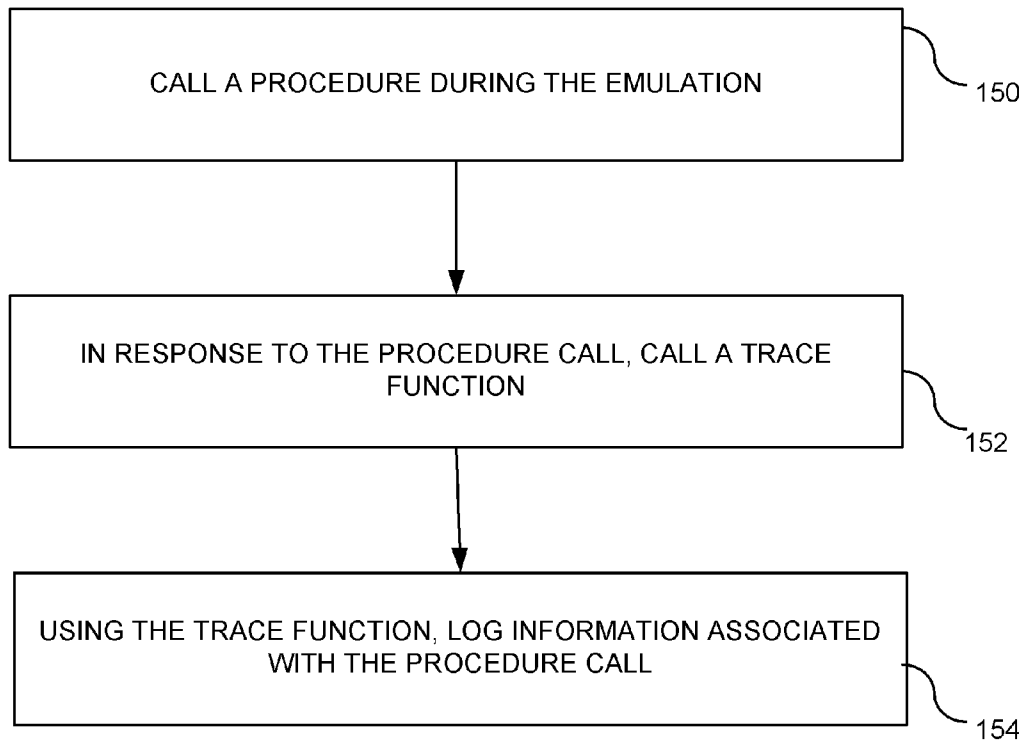 CALL A PROCEDURE DURING THE EMULATION
150
IN RESPONSE TO THE PROCEDURE CALL, CALL A TRACE
FUNCTION
152
USING THE TRACE FUNCTION, LOG INFORMATION ASSOCIATED
WITH THE PROCEDURE CALL
154